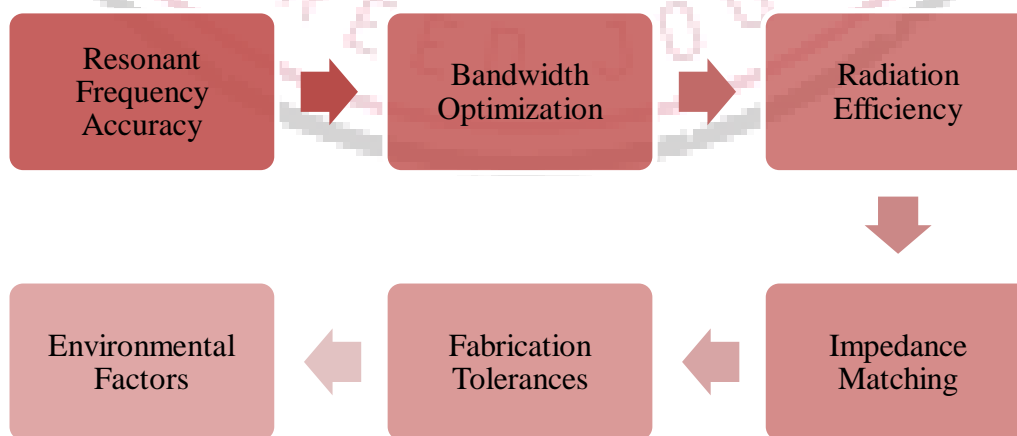 Resonant
Frequency
Accuracy
Bandwidth
Optimization
Radiation
Efficiency
Environmental
Factors
Fabrication
Tolerances
Impedance
Matching